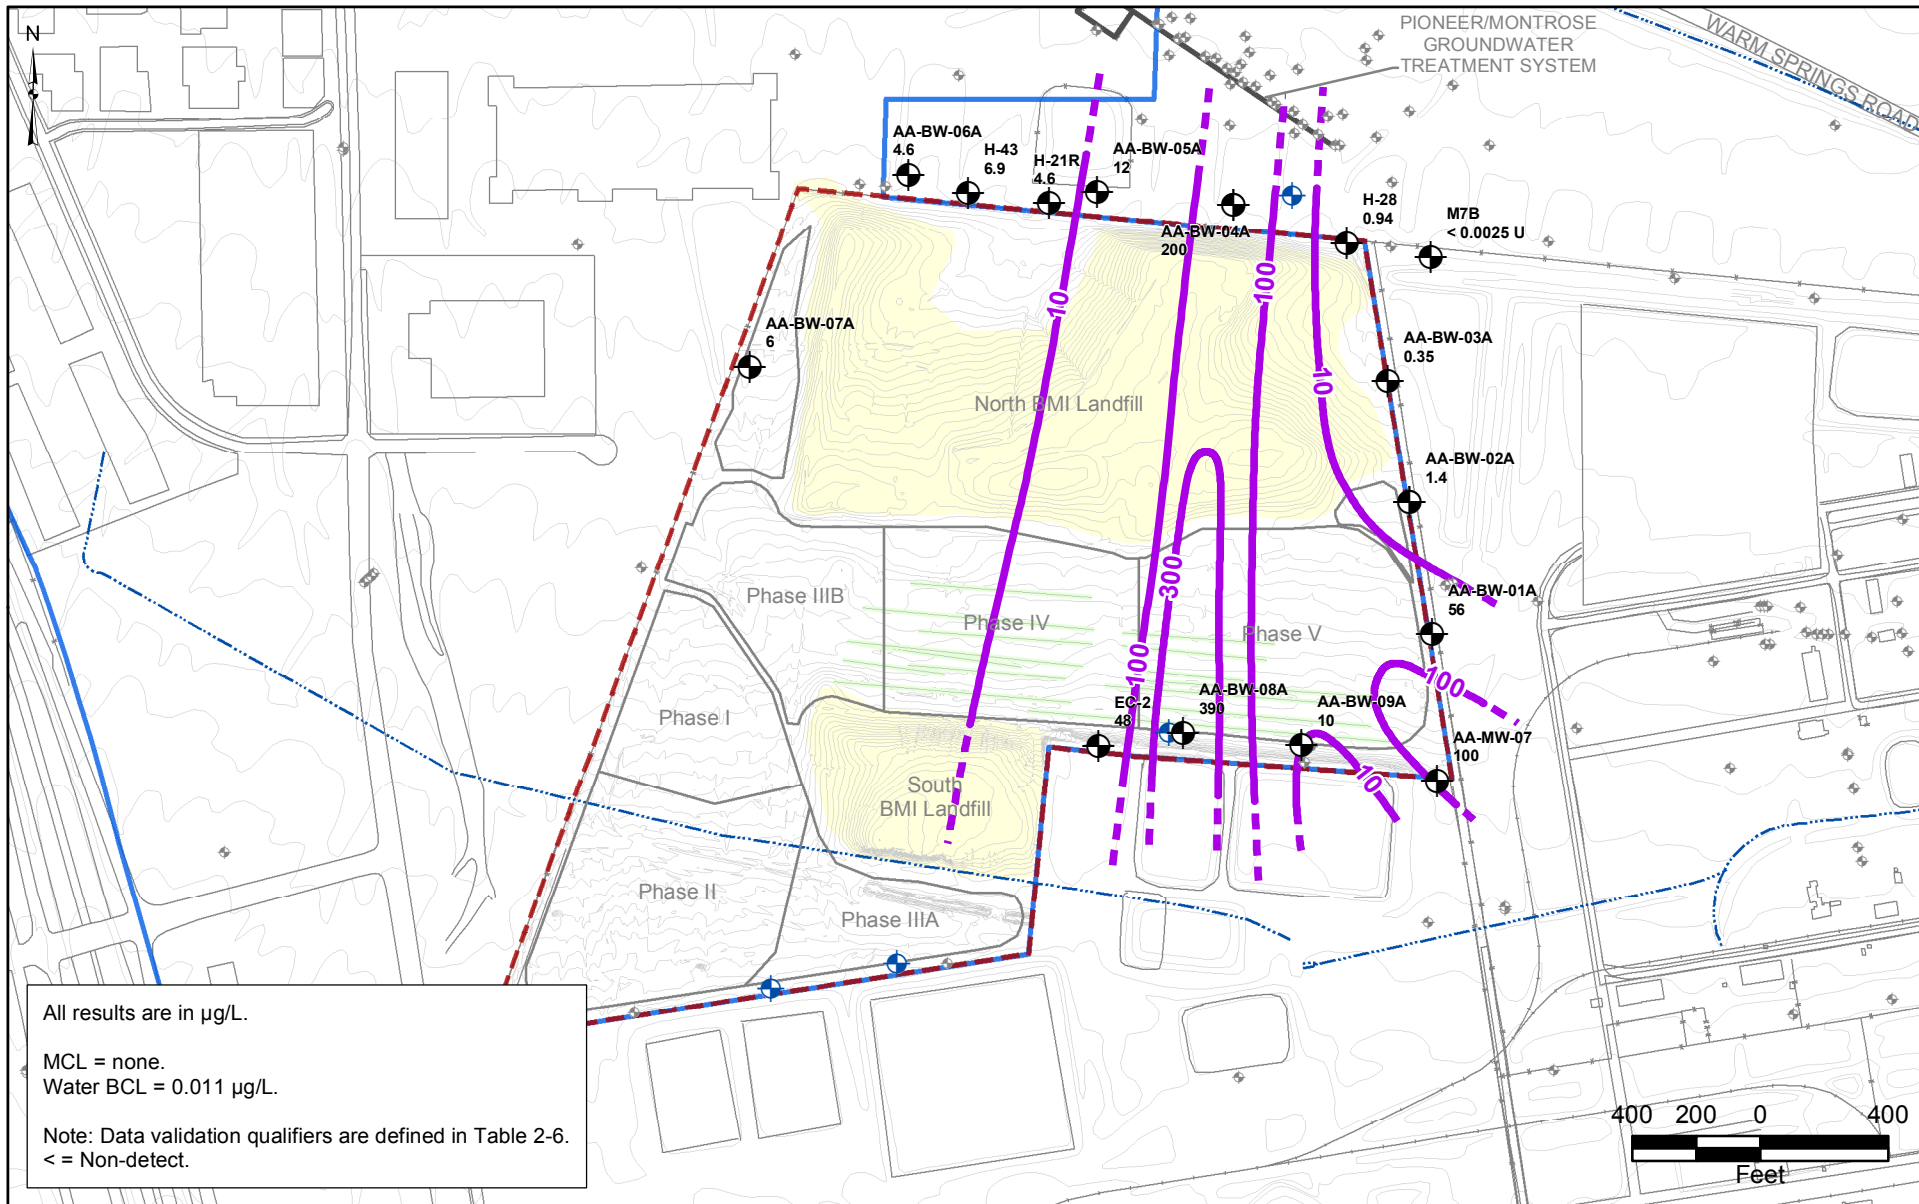 N
PIONEER/MONTROSE
GROUNDWATER
TREATMENT SYSTEM
WARM SPRINGS ROAD
AA-BW-06A
4.6
H-43
6.9
H-21R
4.6
AA-BW-05A
12
AA-BW-04A
200
H-28
0.94
M7B
< 0.0025 U
10
100
AA-BW-07A
6
AA-BW-03A
0.35
10
North BMI Landfill
AA-BW-02A
1.4
300
Phase IIIB
Phase IV
Phase V
AA-BW-01A
56
100
100
Phase I
EC-2
48
AA-BW-08A
390
AA-BW-09A
10
AA-MW-07
100
10
South
BMI Landfill
Phase II
Phase IIIA
All results are in µg/L.
MCL = none.
Water BCL = 0.011 µg/L.
Note: Data validation qualifiers are defined in Table 2-6.
< = Non-detect.
400 200 0 400
Feet